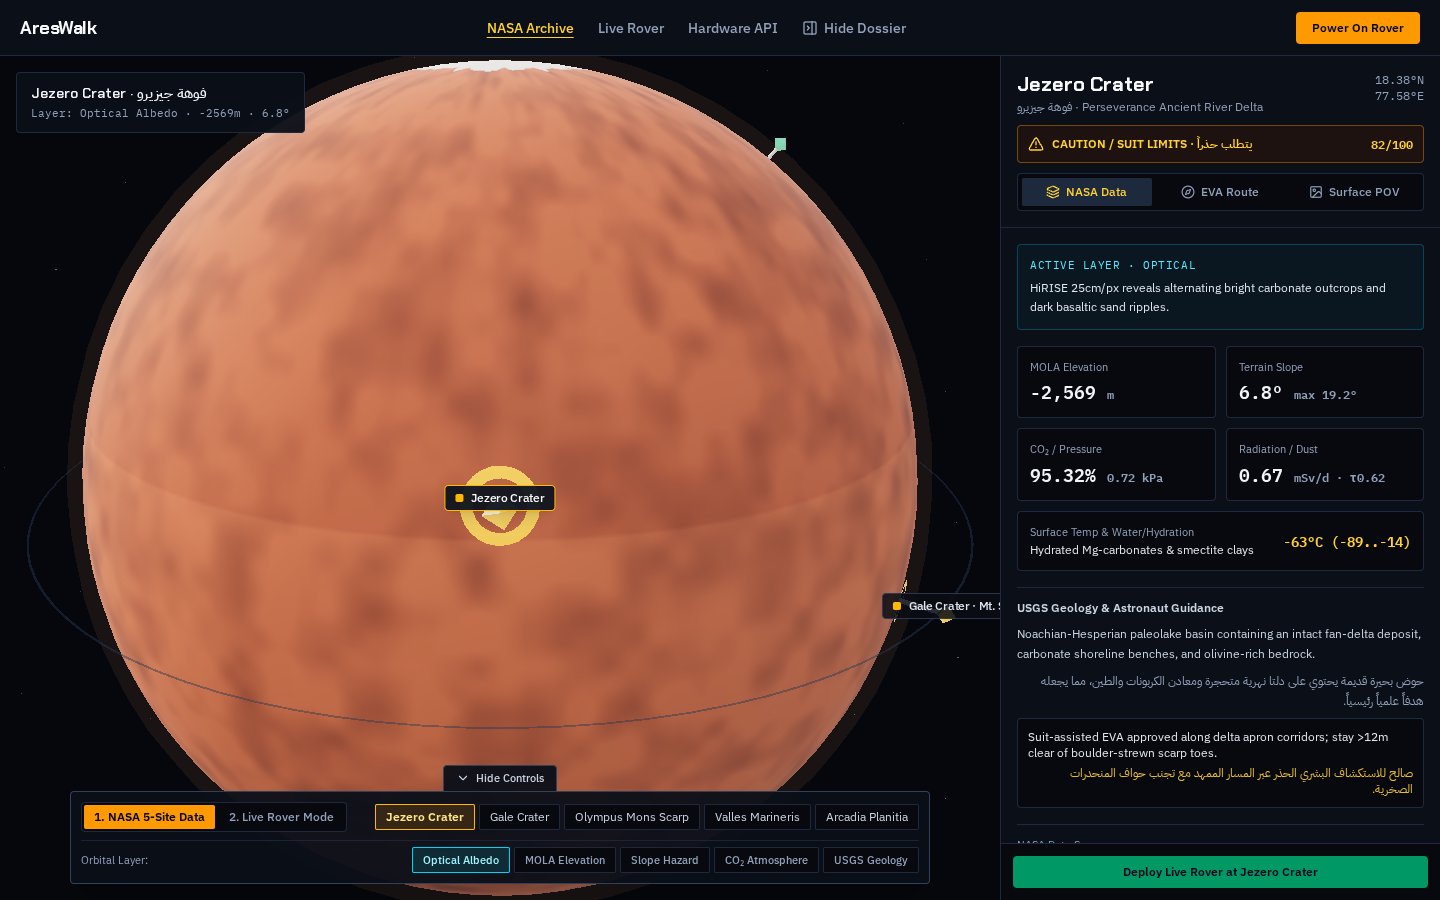 AresWalk
NASA Archive
Live Rover
Hardware API
Hide Dossier
Power On Rover
Jezero Crater · فوهة جيزيرو
Layer: Optical Albedo · -2569m · 6.8°
Jezero Crater
Gale Crater · Mt.
Hide Controls
1. NASA 5-Site Data
2. Live Rover Mode
Jezero Crater
Gale Crater
Olympus Mons Scarp
Valles Marineris
Arcadia Planitia
Orbital Layer:
Optical Albedo
MOLA Elevation
Slope Hazard
CO₂ Atmosphere
USGS Geology
Jezero Crater
18.38°N
77.58°E
فوهة جيزيرو · Perseverance Ancient River Delta
CAUTION / SUIT LIMITS · يتطلب حذراً
82/100
NASA Data
EVA Route
Surface POV
ACTIVE LAYER · OPTICAL
HiRISE 25cm/px reveals alternating bright carbonate outcrops and
dark basaltic sand ripples.
MOLA Elevation
-2,569 m
Terrain Slope
6.8° max 19.2°
CO₂ / Pressure
95.32% 0.72 kPa
Radiation / Dust
0.67 mSv/d · τ0.62
Surface Temp & Water/Hydration
Hydrated Mg-carbonates & smectite clays
-63°C (-89..-14)
USGS Geology & Astronaut Guidance
Noachian-Hesperian paleolake basin containing an intact fan-delta deposit,
carbonate shoreline benches, and olivine-rich bedrock.
حوض بحيرة قديمة يحتوي على دلتا نهرية متحجرة ومعادن الكربونات والطين، مما يجعله
هدفاً علمياً رئيسياً.
Suit-assisted EVA approved along delta apron corridors; stay >12m
clear of boulder-strewn scarp toes.
صالح للاستكشاف البشري الحذر عبر المسار الممهد مع تجنب حواف المنحدرات
الصخرية.
Deploy Live Rover at Jezero Crater